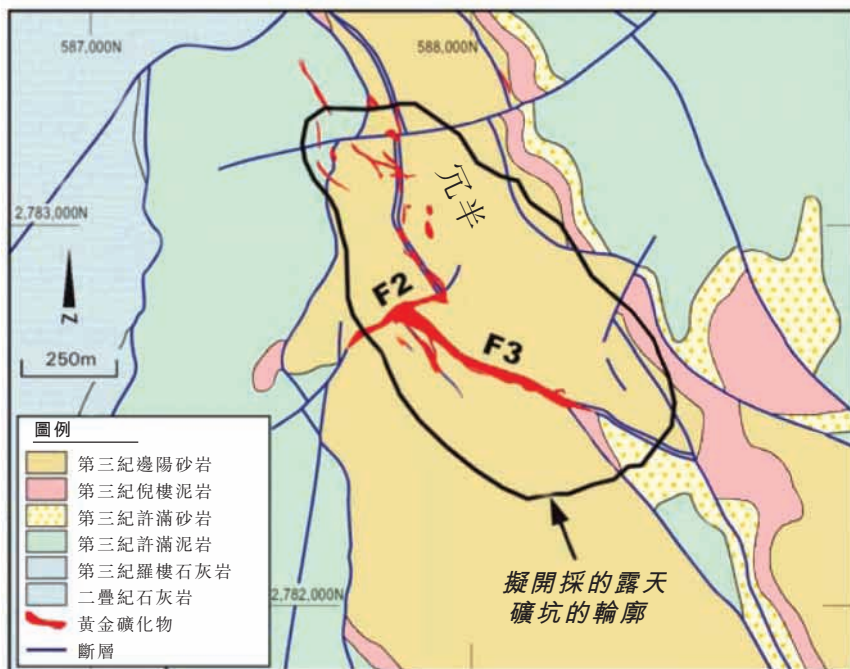 587,000N
588,000N
冗半
2,783,000N
F2
N
250m
F3
圖例
第三紀邊陽砂岩
第三紀倪樓泥岩
第三紀許滿砂岩
第三紀許滿泥岩
第三紀羅樓石灰岩
二疊紀石灰岩
黃金礦化物
斷層
2,782,000N
擬開採的露天
礦坑的輪廓